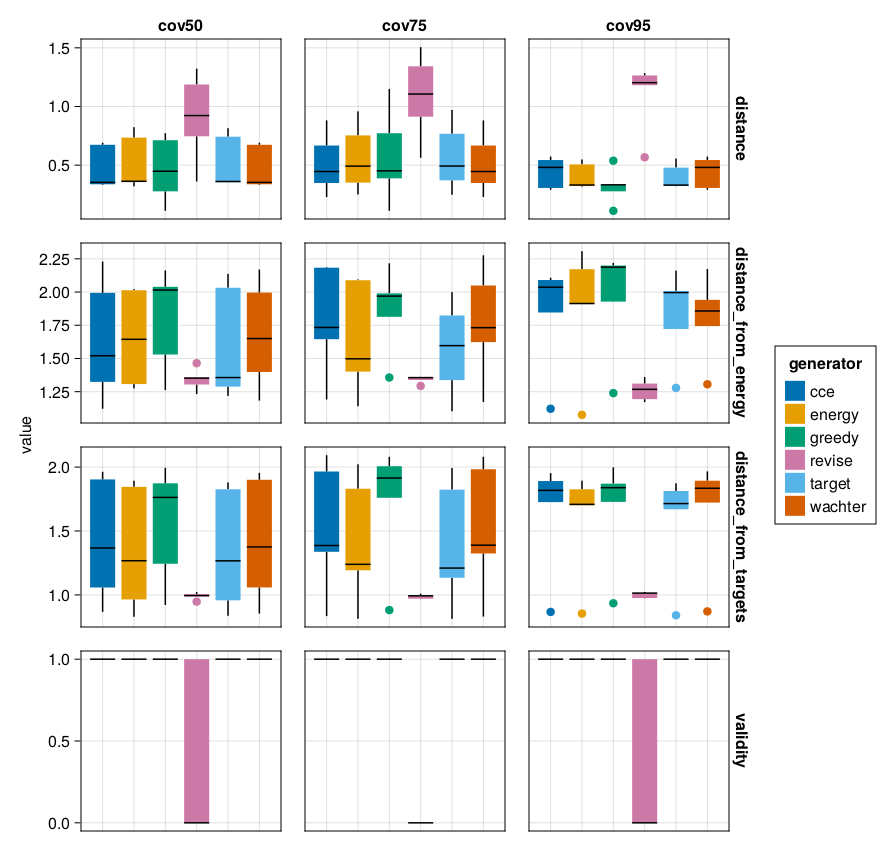 cov50 cov75 cov95
1.5
1.0
0.5
distance
2.25
2.00
1.75
1.50
1.25
distance_from_energy
2.0
1.5
1.0
distance_from_targets
1.0
0.5
0.0
validity
value
generator
cce
energy
greedy
revise
target
wachter